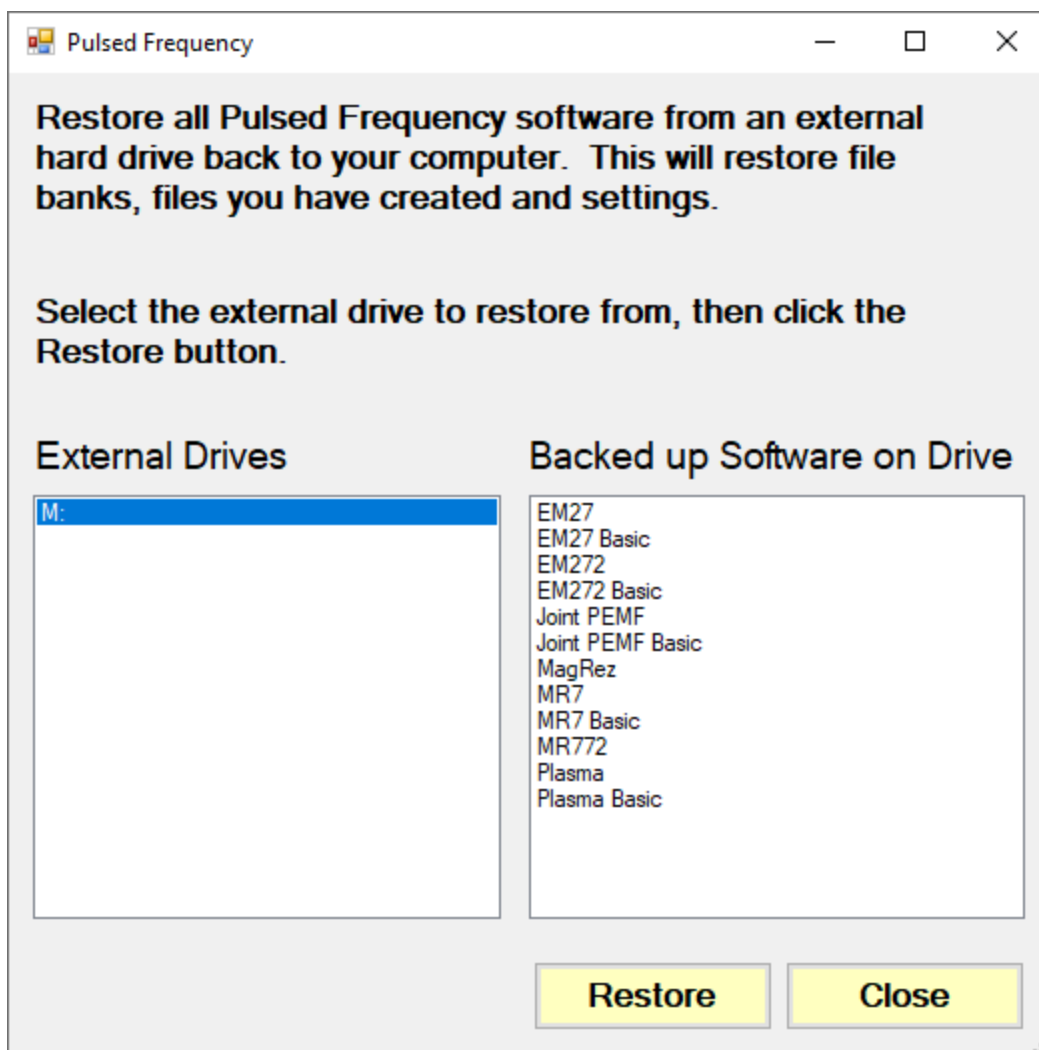 Pulsed Frequency
Restore all Pulsed Frequency software from an external
hard drive back to your computer.  This will restore file
banks, files you have created and settings.
Select the external drive to restore from, then click the
Restore button.
External Drives
Backed up Software on Drive
M:
EM27
EM27 Basic
EM272
EM272 Basic
Joint PEMF
Joint PEMF Basic
MagRez
MR7
MR7 Basic
MR772
Plasma
Plasma Basic
Restore
Close